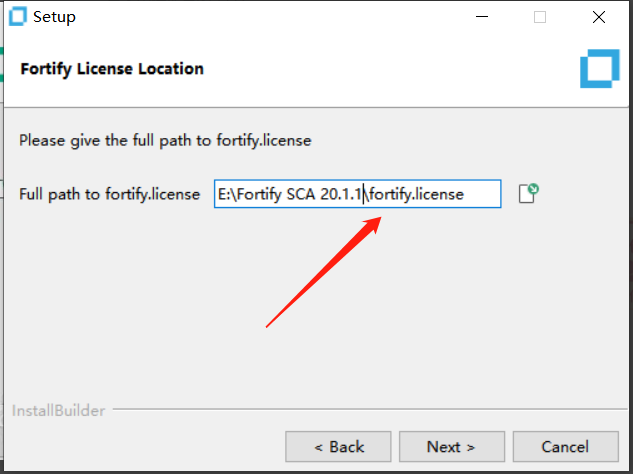 Setup
Fortify License Location
Please give the full path to fortify.license
Full path to fortify.license E:\Fortify SCA 20.1.1\fortify.license
InstallBuilder
< Back Next > Cancel